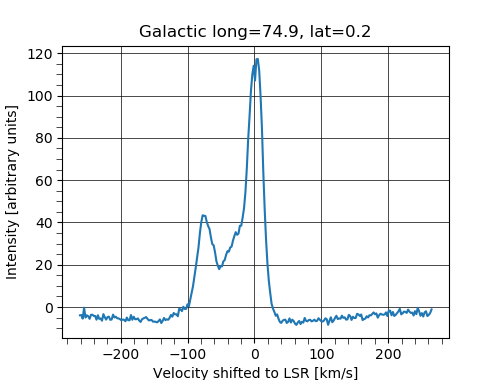 Galactic long=74.9, lat=0.2
120
100
80
60
40
20
0
Intensity [arbitrary units]
−200 −100 0 100 200
Velocity shifted to LSR [km/s]